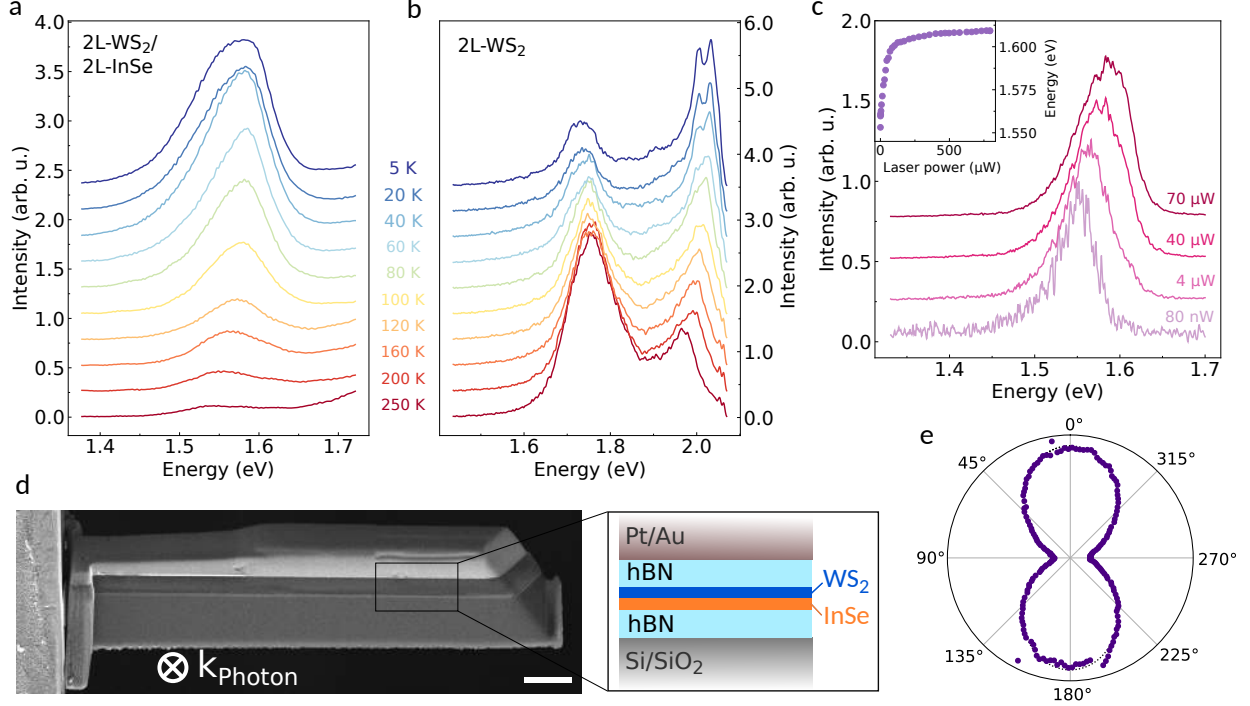 a
2L-WS₂/
2L-InSe
Intensity (arb. u.)
4.0
3.5
3.0
2.5
2.0
1.5
1.0
0.5
0.0
1.4 1.5 1.6 1.7
Energy (eV)
5 K
20 K
40 K
60 K
80 K
100 K
120 K
160 K
200 K
250 K
b
2L-WS₂
6.0
5.0
4.0
3.0
2.0
1.0
0.0
Intensity (arb. u.)
1.6 1.8 2.0
Energy (eV)
c
Intensity (arb. u.)
2.0
1.5
1.0
0.5
0.0
1.600
1.575
1.550
Energy (eV)
0 500
Laser power (µW)
70 µW
40 µW
4 µW
80 nW
1.4 1.5 1.6 1.7
Energy (eV)
d
⊗ kPhoton
Pt/Au
hBN
WS₂
InSe
hBN
Si/SiO₂
e
0°
45° 315°
90° 270°
135° 225°
180°